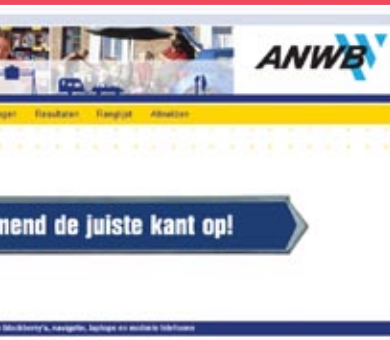 ANWB
Resultaten Ranglijst Afmelden
mend de juiste kant op!
blackberry's, navigatie, laptops en mobiele telefoons